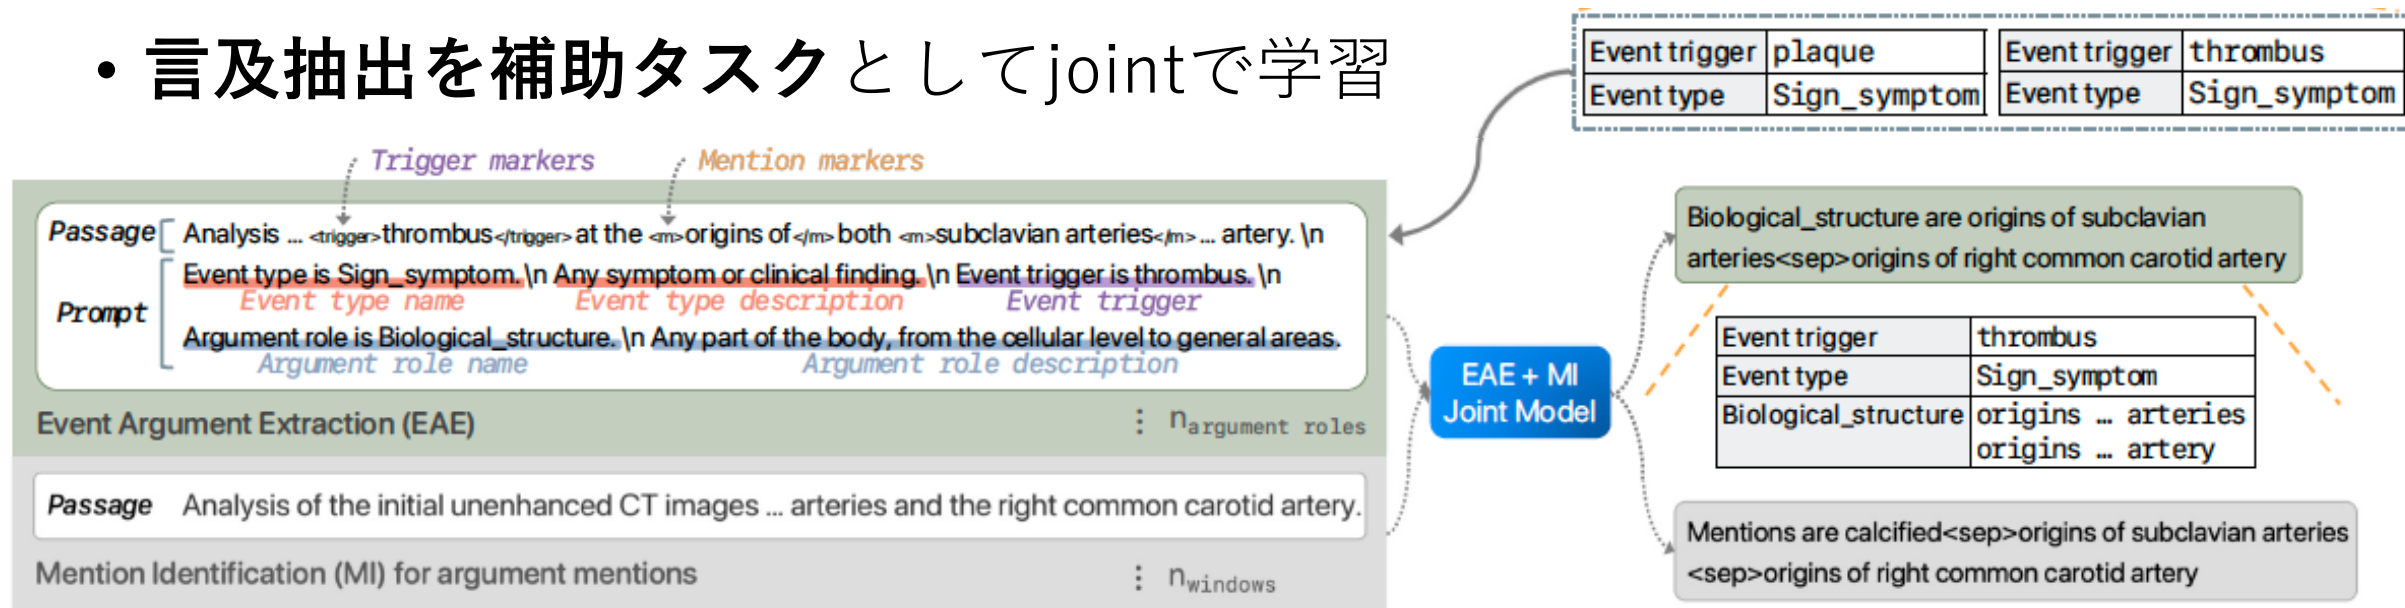 • 言及抽出を補助タスクとしてjointで学習
Event trigger plaque
Event type Sign_symptom
Event trigger thrombus
Event type Sign_symptom
Trigger markers Mention markers
Passage Analysis ... <trigger>thrombus</trigger> at the <m>origins of</m> both <m>subclavian arteries</m> ... artery. \n
Prompt
Event type is Sign_symptom. \n Any symptom or clinical finding. \n Event trigger is thrombus. \n
Event type name Event type description Event trigger
Argument role is Biological_structure. \n Any part of the body, from the cellular level to general areas.
Argument role name Argument role description
Event Argument Extraction (EAE) ⋮ n argument roles
Passage Analysis of the initial unenhanced CT images ... arteries and the right common carotid artery.
Mention Identification (MI) for argument mentions ⋮ n windows
EAE + MI
Joint Model
Biological_structure are origins of subclavian
arteries<sep>origins of right common carotid artery
Event trigger thrombus
Event type Sign_symptom
Biological_structure origins ... arteries
origins ... artery
Mentions are calcified<sep>origins of subclavian arteries
<sep>origins of right common carotid artery